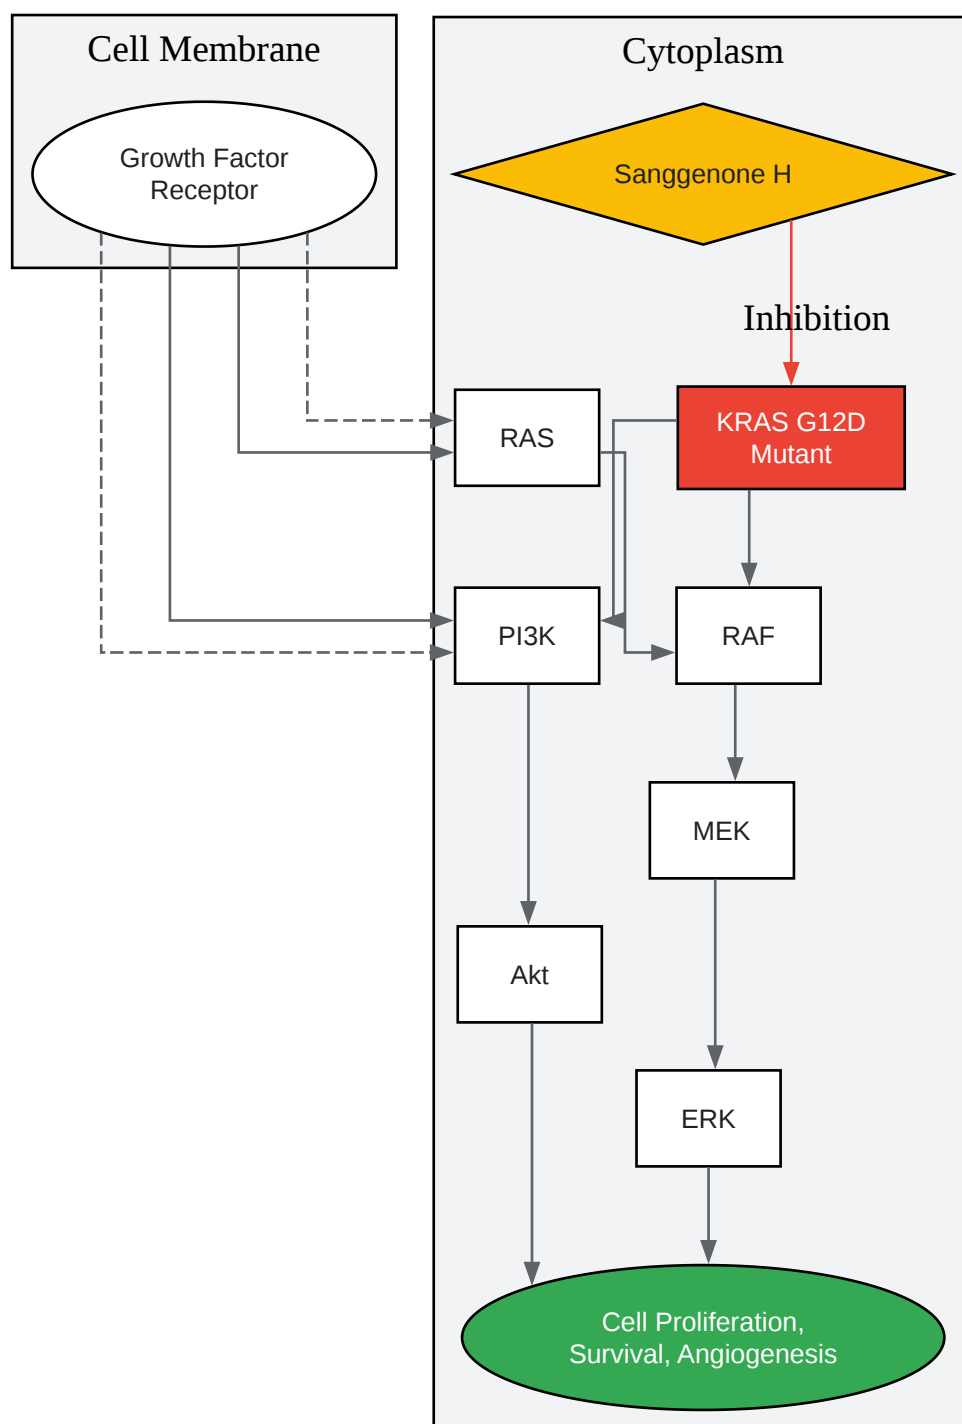 Cell Membrane
Growth Factor
Receptor
Cytoplasm
Sanggenone H
Inhibition
RAS
KRAS G12D
Mutant
PI3K
RAF
MEK
Akt
ERK
Cell Proliferation,
Survival, Angiogenesis